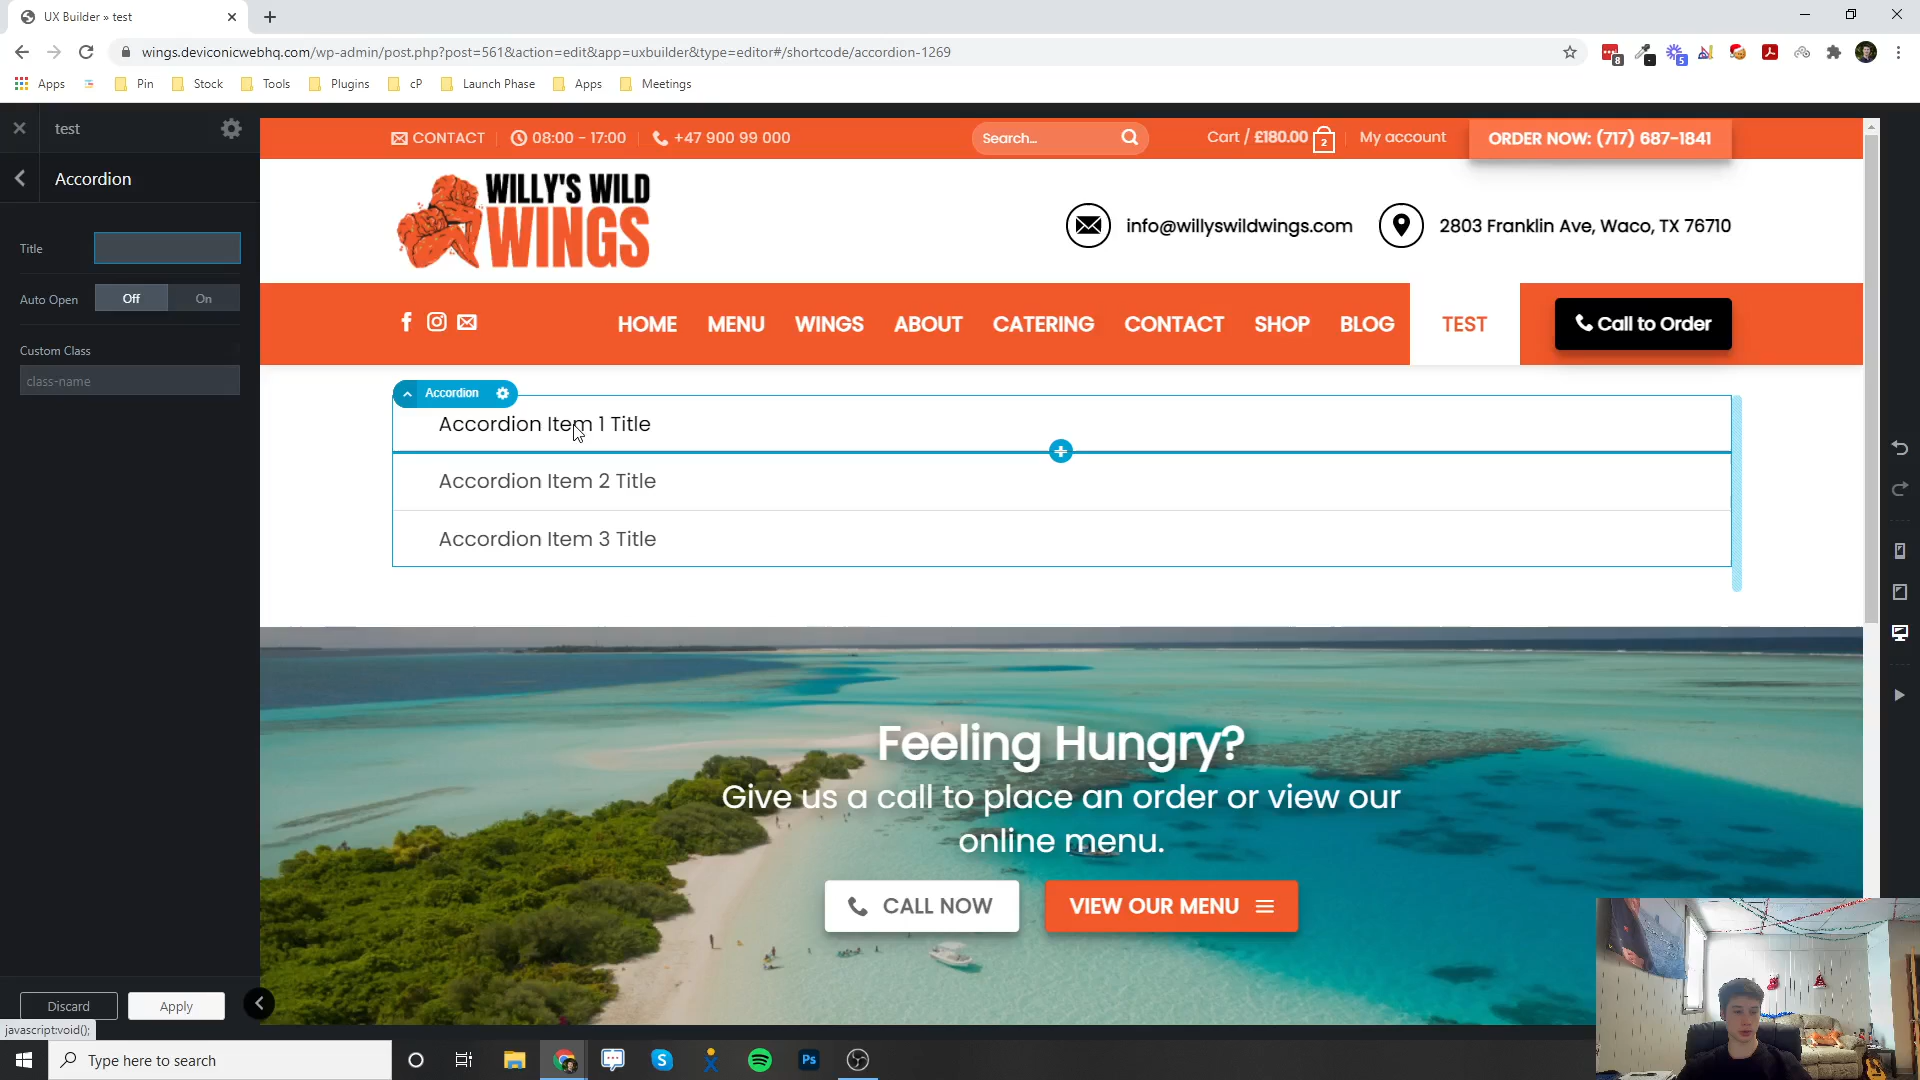 UX Builder » test
wings.deviconicwebhq.com/wp-admin/post.php?post=561&action=edit&app=uxbuilder&type=editor#/shortcode/accordion-1269
8
5
Apps
Pin
Stock
Tools
Plugins
cP
Launch Phase
Apps
Meetings
test
Accordion
Title
Auto Open
Off
On
Custom Class
class-name
Discard
Apply
javascript:void();
CONTACT
08:00 - 17:00
+47 900 99 000
Search...
Cart / £180.00
2
My account
ORDER NOW: (717) 687-1841
WILLY'S WILD
WINGS
info@willyswildwings.com
2803 Franklin Ave, Waco, TX 76710
HOME
MENU
WINGS
ABOUT
CATERING
CONTACT
SHOP
BLOG
TEST
Call to Order
Accordion
Accordion Item 1 Title
Accordion Item 2 Title
Accordion Item 3 Title
Feeling Hungry?
Give us a call to place an order or view our
online menu.
CALL NOW
VIEW OUR MENU
Type here to search
Ps